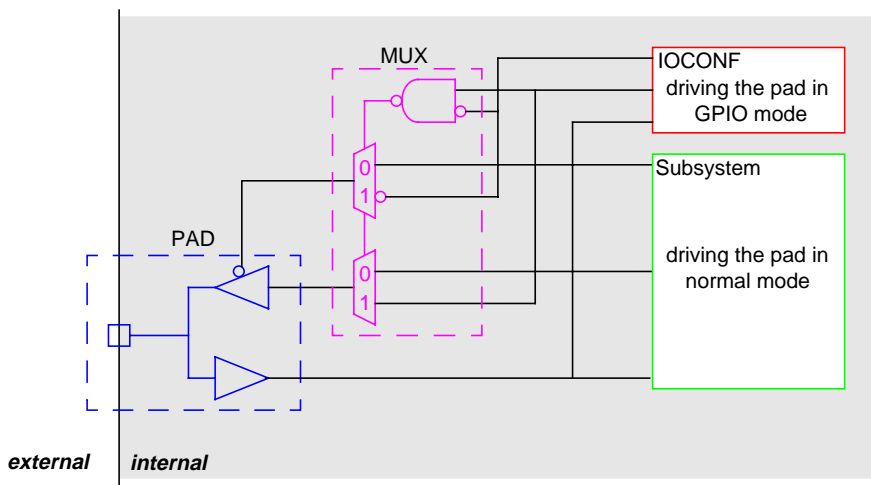 MUX
IOCONF
driving the pad in
GPIO mode
0
1
Subsystem
PAD
driving the pad in
normal mode
0
1
external
internal